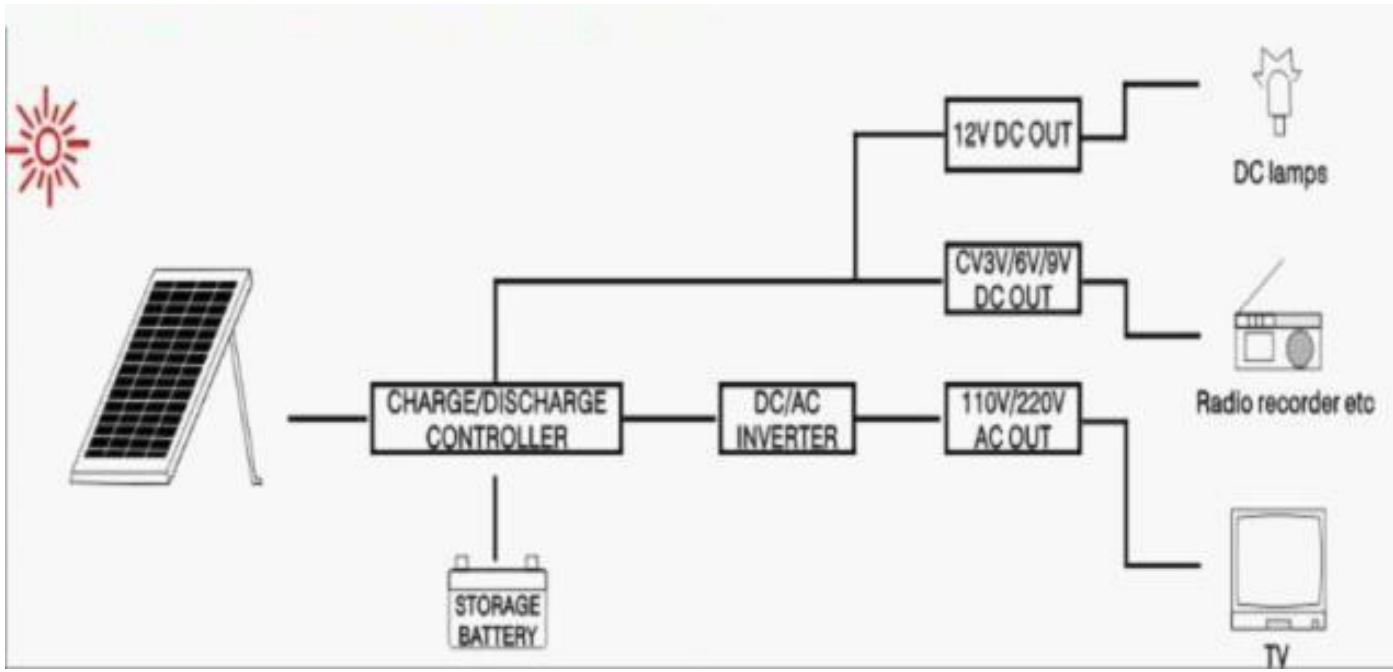 12V DC OUT
DC lamps
CV3V/6V/9V
DC OUT
Radio recorder etc
CHARGE/DISCHARGE
CONTROLLER
DC/AC
INVERTER
110V/220V
AC OUT
STORAGE
BATTERY
TV